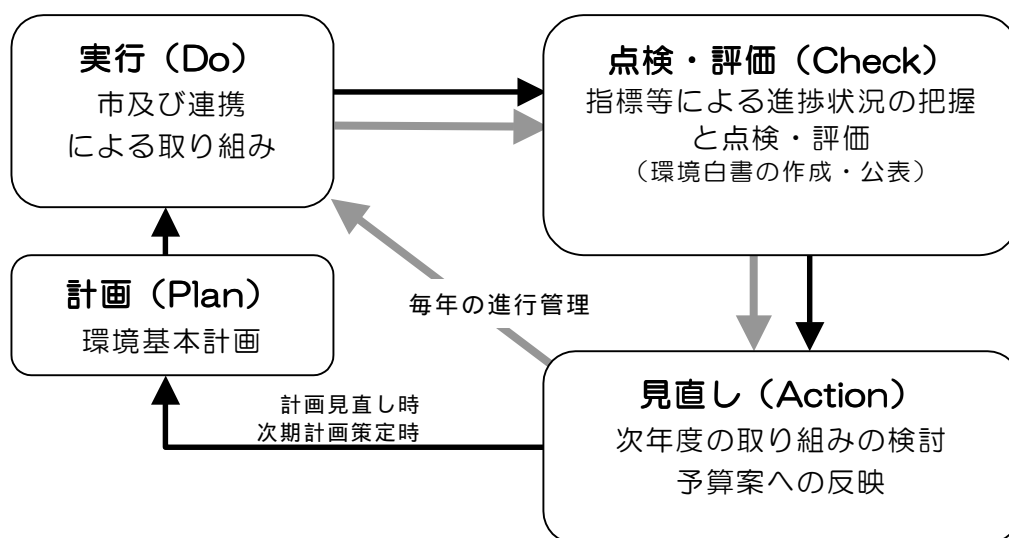 実行（Do）
市及び連携
による取り組み
点検・評価（Check）
指標等による進捗状況の把握
と点検・評価
（環境白書の作成・公表）
計画（Plan）
環境基本計画
毎年の進行管理
計画見直し時
次期計画策定時
見直し（Action）
次年度の取り組みの検討
予算案への反映